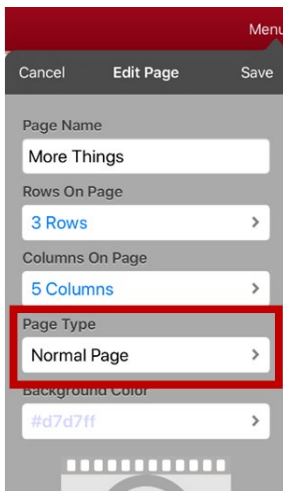 Menu
Cancel Edit Page Save
Page Name
More Things
Rows On Page
3 Rows
Columns On Page
5 Columns
Page Type
Normal Page
Background Color
#d7d7ff